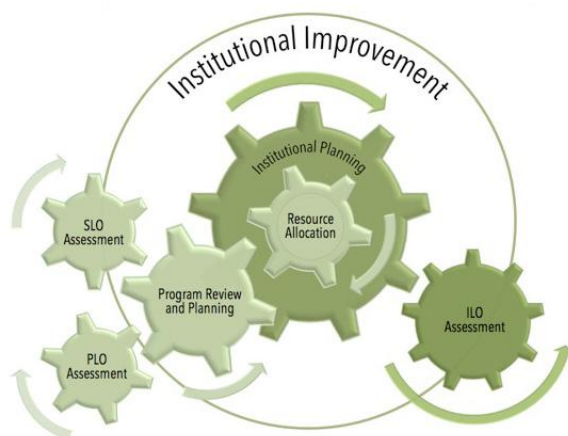 Institutional Improvement
Institutional Planning
Resource
Allocation
SLO
Assessment
Program Review
and Planning
PLO
Assessment
ILO
Assessment